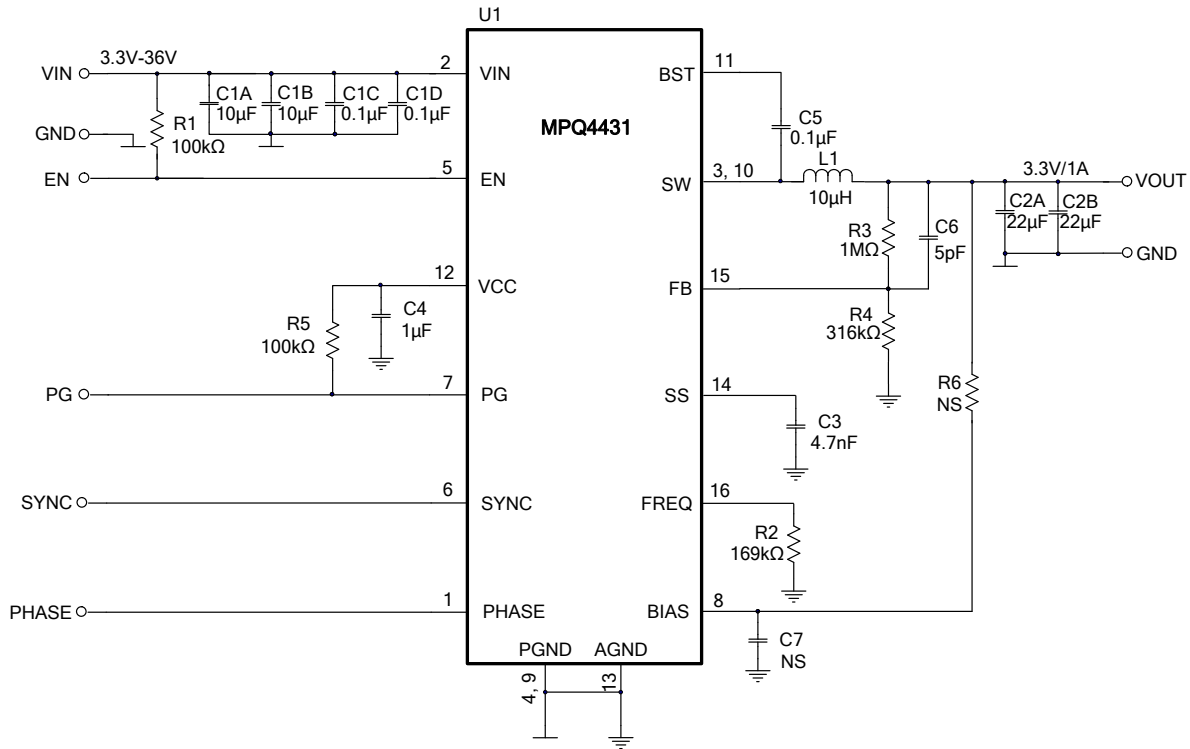 U1
MPQ4431
VIN
3.3V-36V
2
VIN
GND
R1
100kΩ
C1A
10µF
C1B
10µF
C1C
0.1µF
C1D
0.1µF
EN
5
EN
12
VCC
R5
100kΩ
C4
1µF
PG
7
PG
SYNC
6
SYNC
PHASE
1
PHASE
PGND
AGND
4, 9
13
BST
11
C5
0.1µF
SW
3, 10
L1
10µH
3.3V/1A
VOUT
R3
1MΩ
C6
5pF
C2A
22µF
C2B
22µF
GND
FB
15
R4
316kΩ
R6
NS
SS
14
C3
4.7nF
FREQ
16
R2
169kΩ
BIAS
8
C7
NS